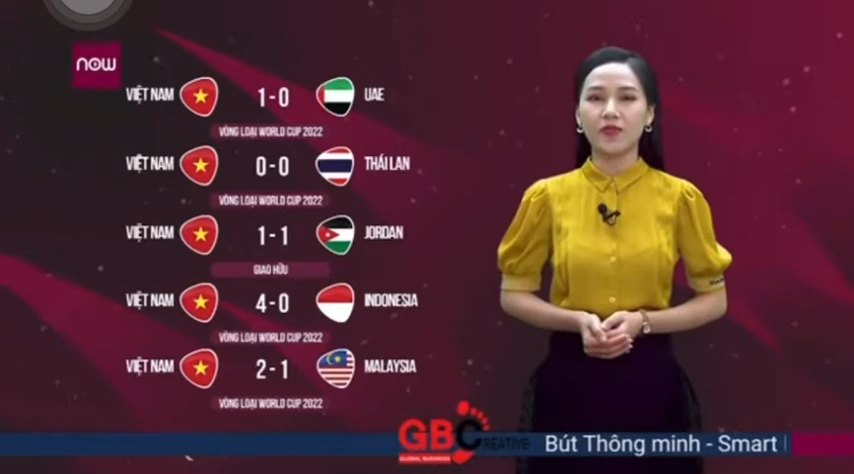 now
VIỆT NAM 1 - 0 UAE
VÒNG LOẠI WORLD CUP 2022
VIỆT NAM 0 - 0 THÁI LAN
VÒNG LOẠI WORLD CUP 2022
VIỆT NAM 1 - 1 JORDAN
GIAO HỮU
VIỆT NAM 4 - 0 INDONESIA
VÒNG LOẠI WORLD CUP 2022
VIỆT NAM 2 - 1 MALAYSIA
VÒNG LOẠI WORLD CUP 2022
GBCREATIVE
Bút Thông minh - Smart